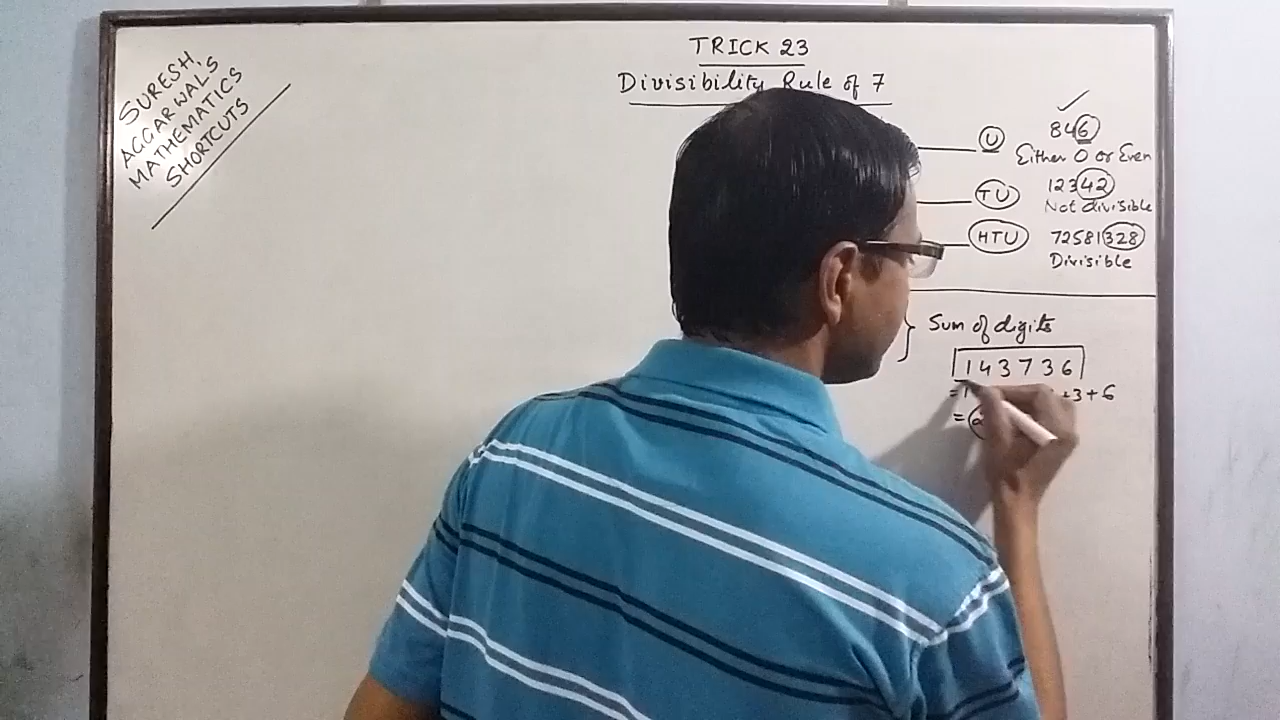 TRICK 23
Divisibility Rule of 7
SURESH
AGGARWAL'S
MATHEMATICS
SHORTCUTS
U 846
Either 0 or Even
TU 12342
Not divisible
HTU 72581328
Divisible
} Sum of digits
143736
+3+6
=